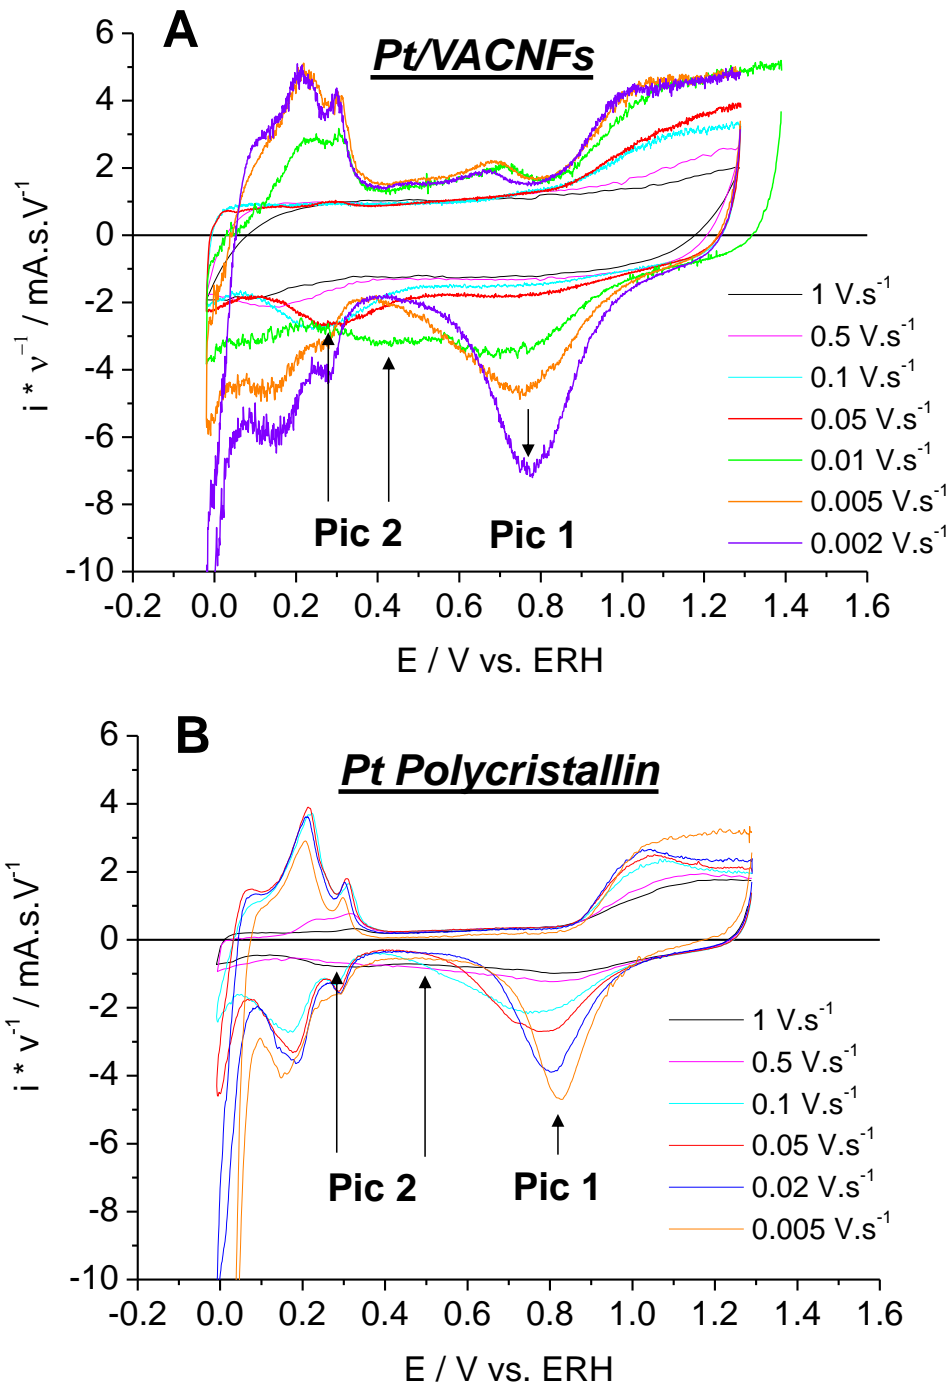 A
Pt/VACNFs
6
4
2
0
-2
-4
-6
-8
-10
i * ν⁻¹ / mA.s.V⁻¹
1 V.s⁻¹
0.5 V.s⁻¹
0.1 V.s⁻¹
0.05 V.s⁻¹
0.01 V.s⁻¹
0.005 V.s⁻¹
0.002 V.s⁻¹
Pic 2 Pic 1
-0.2 0.0 0.2 0.4 0.6 0.8 1.0 1.2 1.4 1.6
E / V vs. ERH
B
Pt Polycristallin
6
4
2
0
-2
-4
-6
-8
-10
i * v⁻¹ / mA.s.V⁻¹
1 V.s⁻¹
0.5 V.s⁻¹
0.1 V.s⁻¹
0.05 V.s⁻¹
0.02 V.s⁻¹
0.005 V.s⁻¹
Pic 2 Pic 1
-0.2 0.0 0.2 0.4 0.6 0.8 1.0 1.2 1.4 1.6
E / V vs. ERH